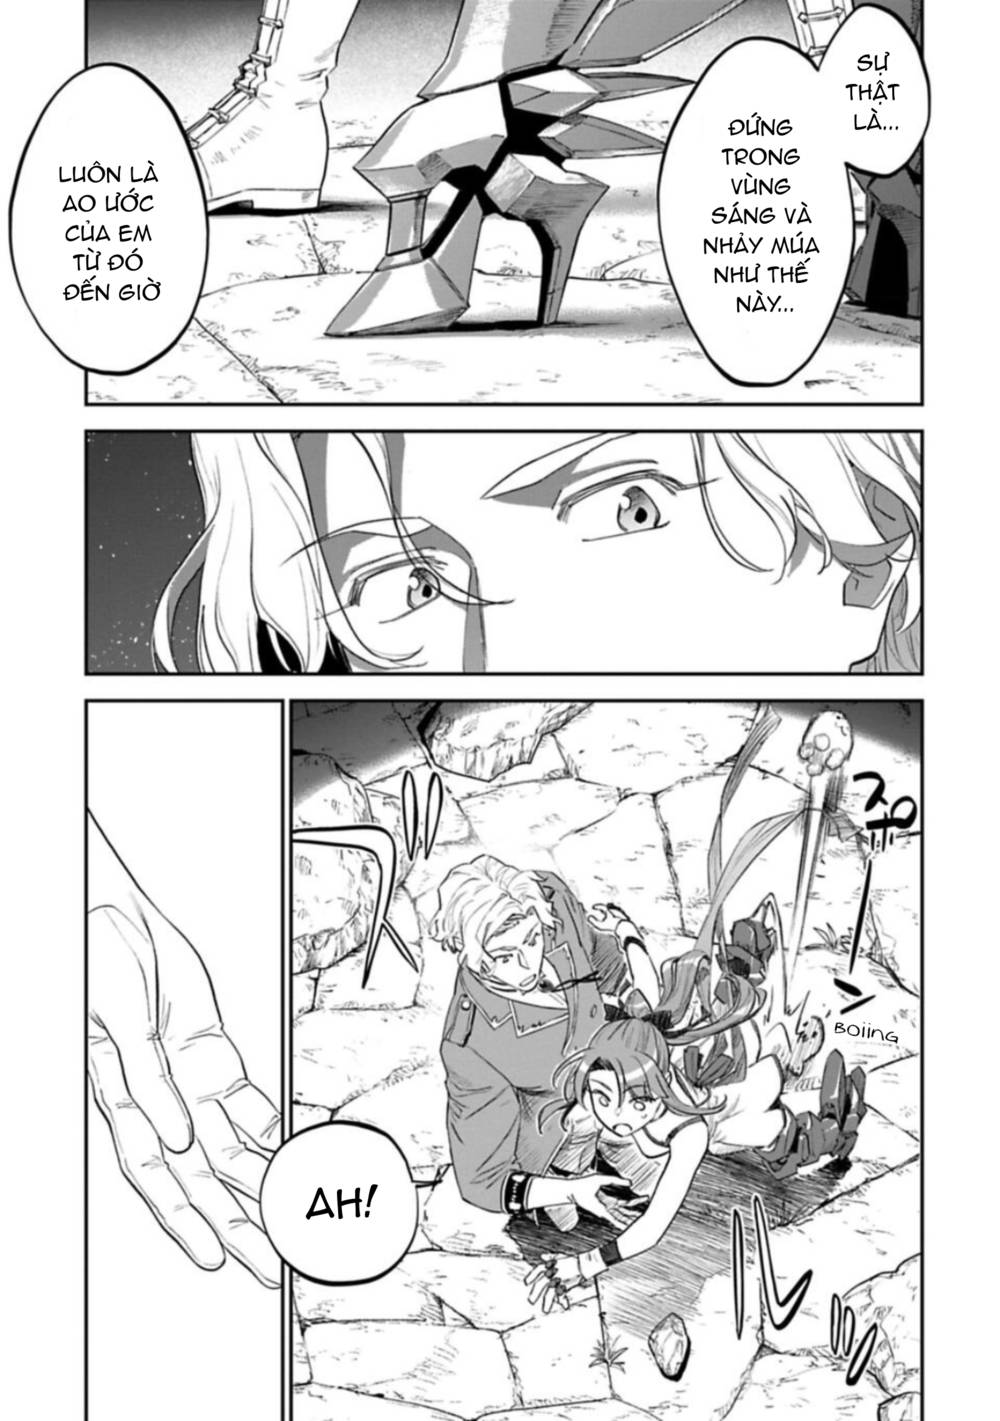 SỰ
THẬT
LÀ...
ĐỨNG
TRONG
VÙNG
SÁNG VÀ
NHẢY MÚA
NHƯ THẾ
NÀY...
LUÔN LÀ
AO ƯỚC
CỦA EM
TỪ ĐÓ
ĐẾN GIỜ
BOIING
AH!